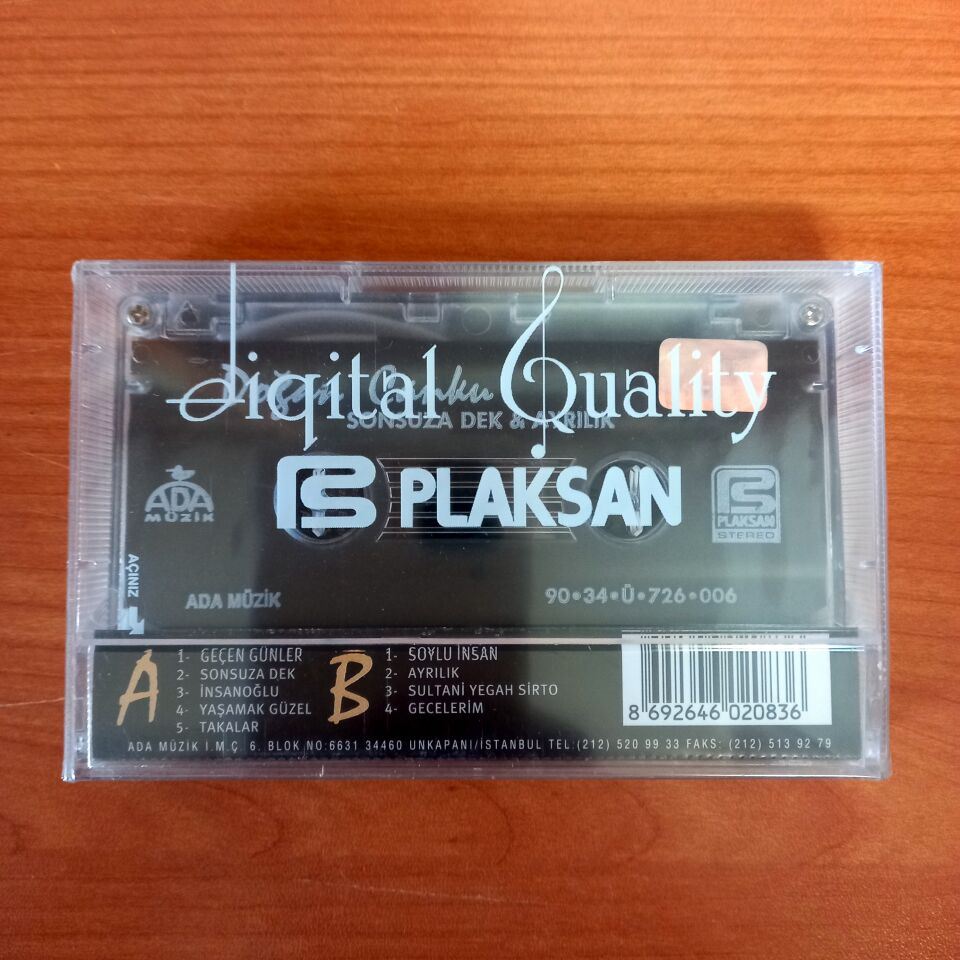 Digital Quality
Doğan Canku
SONSUZA DEK & AYRILIK
PLAKSAN
ADA
MÜZİK
PLAKSAN
STEREO
AÇINIZ
ADA MÜZİK
90•34•Ü•726•006
A
1- GEÇEN GÜNLER
2- SONSUZA DEK
3- İNSANOĞLU
4- YAŞAMAK GÜZEL
5- TAKALAR
B
1- SOYLU İNSAN
2- AYRILIK
3- SULTANİ YEGAH SİRTO
4- GECELERİM
8 692646 020836
ADA MÜZİK İ.M.Ç. 6. BLOK NO:6631 34460 UNKAPANI/İSTANBUL TEL:(212) 520 99 33 FAKS: (212) 513 92 79